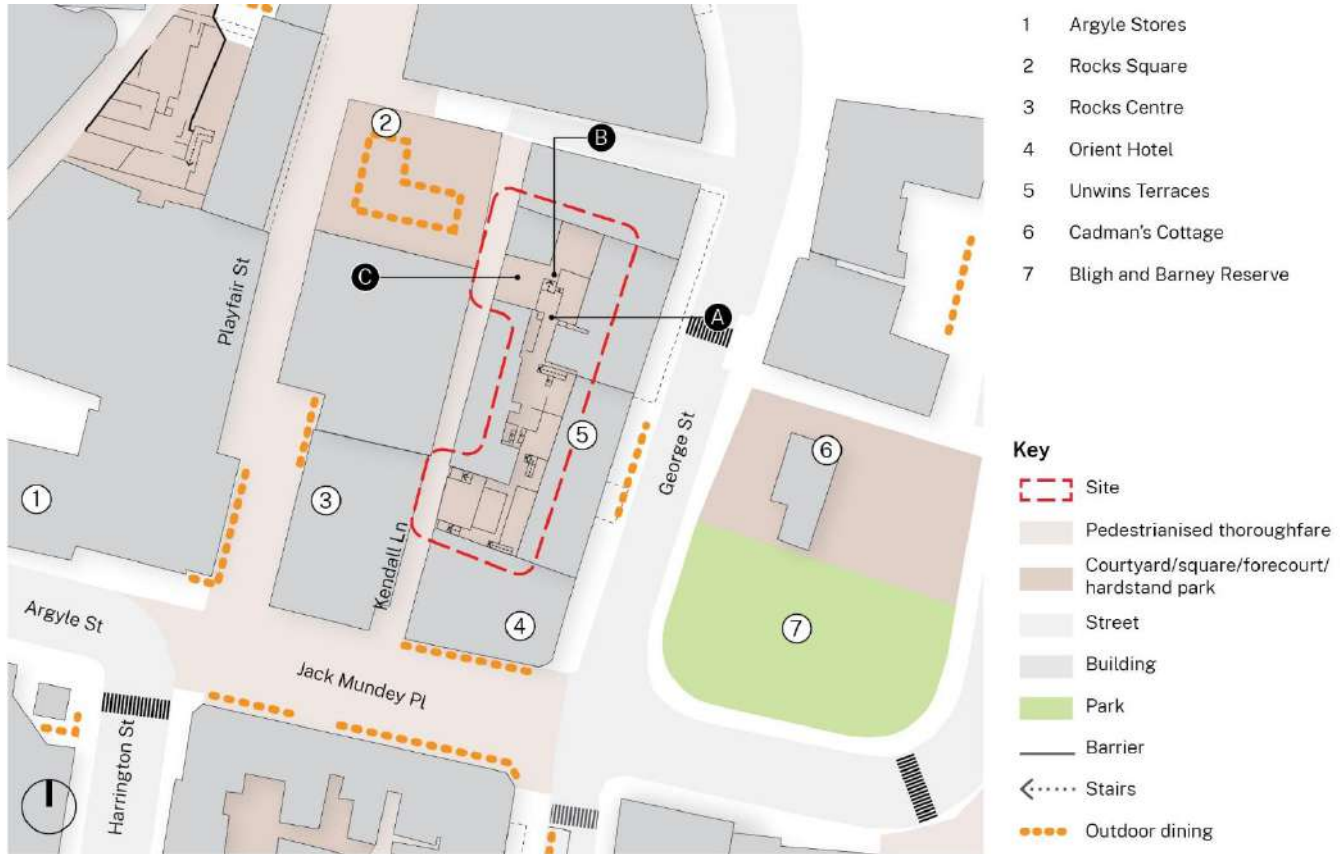 1 Argyle Stores
2 Rocks Square
3 Rocks Centre
4 Orient Hotel
5 Unwins Terraces
6 Cadman's Cottage
7 Bligh and Barney Reserve
2
B
C
A
Playfair St
George St
5
6
1
3
Kendall Ln
4
7
Argyle St
Jack Mundey Pl
Harrington St
Key
Site
Pedestrianised thoroughfare
Courtyard/square/forecourt/
hardstand park
Street
Building
Park
Barrier
Stairs
Outdoor dining